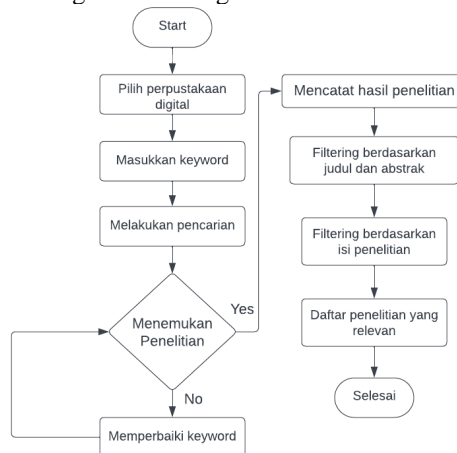 Start
Pilih perpustakaan
digital
Masukkan keyword
Melakukan pencarian
Menemukan
Penelitian
Yes
No
Memperbaiki keyword
Mencatat hasil penelitian
Filtering berdasarkan
judul dan abstrak
Filtering berdasarkan
isi penelitian
Daftar penelitian yang
relevan
Selesai